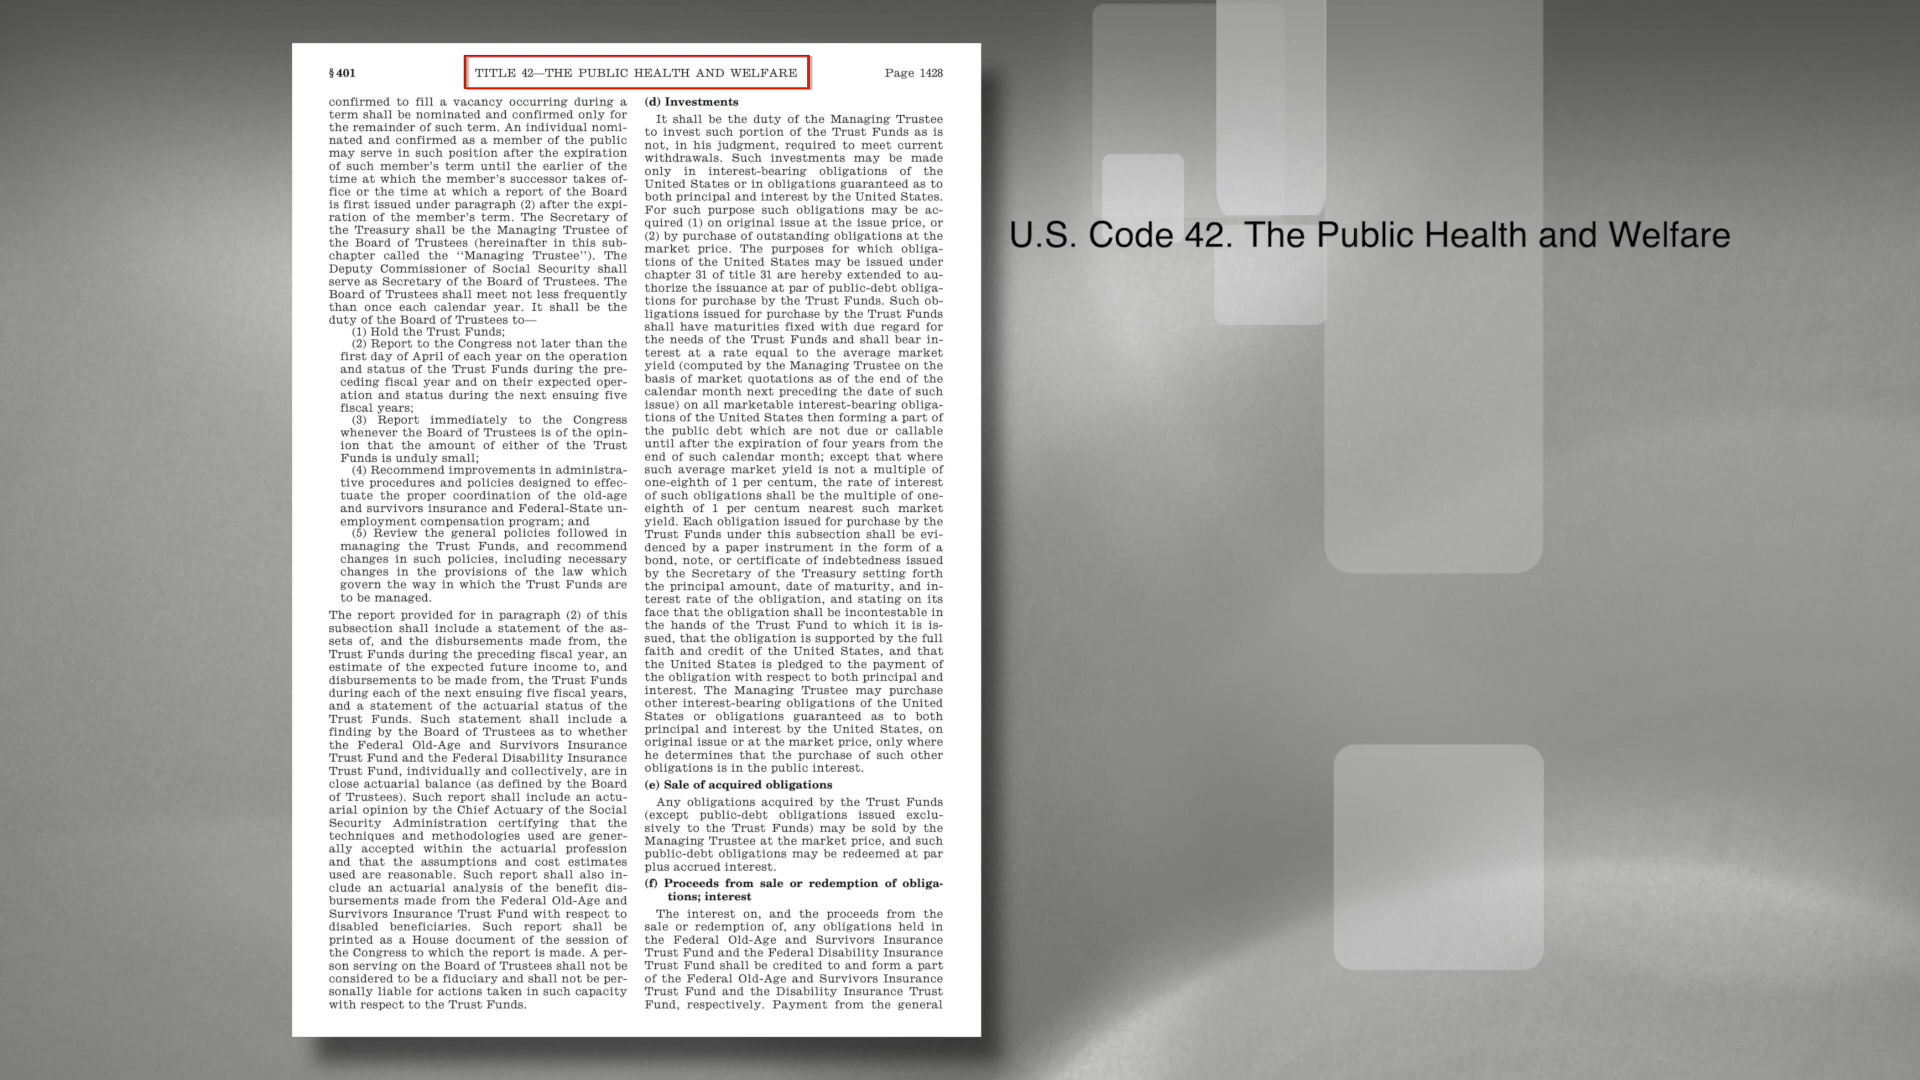 § 401
TITLE 42—THE PUBLIC HEALTH AND WELFARE
Page 1428
confirmed to fill a vacancy occurring during a
term shall be nominated and confirmed only for
the remainder of such term. An individual nomi-
nated and confirmed as a member of the public
may serve in such position after the expiration
of such member's term until the earlier of the
time at which the member's successor takes of-
fice or the time at which a report of the Board
is first issued under paragraph (2) after the expi-
ration of the member's term. The Secretary of
the Treasury shall be the Managing Trustee of
the Board of Trustees (hereinafter in this sub-
chapter called the ‘‘Managing Trustee’’). The
Deputy Commissioner of Social Security shall
serve as Secretary of the Board of Trustees. The
Board of Trustees shall meet not less frequently
than once each calendar year. It shall be the
duty of the Board of Trustees to—
(1) Hold the Trust Funds;
(2) Report to the Congress not later than the
first day of April of each year on the operation
and status of the Trust Funds during the pre-
ceding fiscal year and on their expected oper-
ation and status during the next ensuing five
fiscal years;
(3) Report immediately to the Congress
whenever the Board of Trustees is of the opin-
ion that the amount of either of the Trust
Funds is unduly small;
(4) Recommend improvements in administra-
tive procedures and policies designed to effec-
tuate the proper coordination of the old-age
and survivors insurance and Federal-State un-
employment compensation program; and
(5) Review the general policies followed in
managing the Trust Funds, and recommend
changes in such policies, including necessary
changes in the provisions of the law which
govern the way in which the Trust Funds are
to be managed.
The report provided for in paragraph (2) of this
subsection shall include a statement of the as-
sets of, and the disbursements made from, the
Trust Funds during the preceding fiscal year, an
estimate of the expected future income to, and
disbursements to be made from, the Trust Funds
during each of the next ensuing five fiscal years,
and a statement of the actuarial status of the
Trust Funds. Such statement shall include a
finding by the Board of Trustees as to whether
the Federal Old-Age and Survivors Insurance
Trust Fund and the Federal Disability Insurance
Trust Fund, individually and collectively, are in
close actuarial balance (as defined by the Board
of Trustees). Such report shall include an actu-
arial opinion by the Chief Actuary of the Social
Security Administration certifying that the
techniques and methodologies used are gener-
ally accepted within the actuarial profession
and that the assumptions and cost estimates
used are reasonable. Such report shall also in-
clude an actuarial analysis of the benefit dis-
bursements made from the Federal Old-Age and
Survivors Insurance Trust Fund with respect to
disabled beneficiaries. Such report shall be
printed as a House document of the session of
the Congress to which the report is made. A per-
son serving on the Board of Trustees shall not be
considered to be a fiduciary and shall not be per-
sonally liable for actions taken in such capacity
with respect to the Trust Funds.
(d) Investments
It shall be the duty of the Managing Trustee
to invest such portion of the Trust Funds as is
not, in his judgment, required to meet current
withdrawals. Such investments may be made
only in interest-bearing obligations of the
United States or in obligations guaranteed as to
both principal and interest by the United States.
For such purpose such obligations may be ac-
quired (1) on original issue at the issue price, or
(2) by purchase of outstanding obligations at the
market price. The purposes for which obliga-
tions of the United States may be issued under
chapter 31 of title 31 are hereby extended to au-
thorize the issuance at par of public-debt obliga-
tions for purchase by the Trust Funds. Such ob-
ligations issued for purchase by the Trust Funds
shall have maturities fixed with due regard for
the needs of the Trust Funds and shall bear in-
terest at a rate equal to the average market
yield (computed by the Managing Trustee on the
basis of market quotations as of the end of the
calendar month next preceding the date of such
issue) on all marketable interest-bearing obliga-
tions of the United States then forming a part of
the public debt which are not due or callable
until after the expiration of four years from the
end of such calendar month; except that where
such average market yield is not a multiple of
one-eighth of 1 per centum, the rate of interest
of such obligations shall be the multiple of one-
eighth of 1 per centum nearest such market
yield. Each obligation issued for purchase by the
Trust Funds under this subsection shall be evi-
denced by a paper instrument in the form of a
bond, note, or certificate of indebtedness issued
by the Secretary of the Treasury setting forth
the principal amount, date of maturity, and in-
terest rate of the obligation, and stating on its
face that the obligation shall be incontestable in
the hands of the Trust Fund to which it is is-
sued, that the obligation is supported by the full
faith and credit of the United States, and that
the United States is pledged to the payment of
the obligation with respect to both principal and
interest. The Managing Trustee may purchase
other interest-bearing obligations of the United
States or obligations guaranteed as to both
principal and interest by the United States, on
original issue or at the market price, only where
he determines that the purchase of such other
obligations is in the public interest.
(e) Sale of acquired obligations
Any obligations acquired by the Trust Funds
(except public-debt obligations issued exclu-
sively to the Trust Funds) may be sold by the
Managing Trustee at the market price, and such
public-debt obligations may be redeemed at par
plus accrued interest.
(f) Proceeds from sale or redemption of obliga-
tions; interest
The interest on, and the proceeds from the
sale or redemption of, any obligations held in
the Federal Old-Age and Survivors Insurance
Trust Fund and the Federal Disability Insurance
Trust Fund shall be credited to and form a part
of the Federal Old-Age and Survivors Insurance
Trust Fund and the Disability Insurance Trust
Fund, respectively. Payment from the general
U.S. Code 42. The Public Health and Welfare